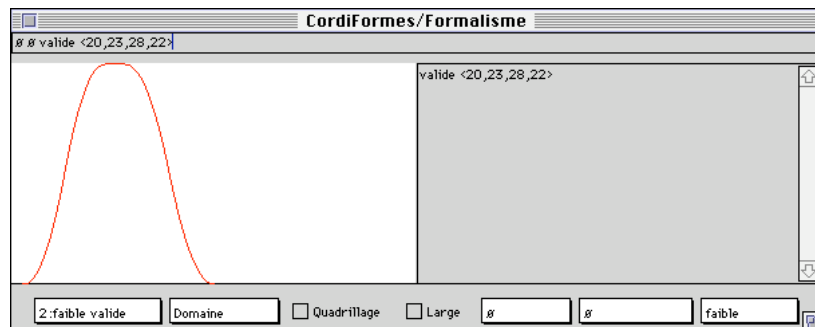 CordiFormes/Formalisme
ø ø valide <20,23,28,22>
valide <20,23,28,22>
2:faible valide Domaine Quadrillage Large ø ø faible